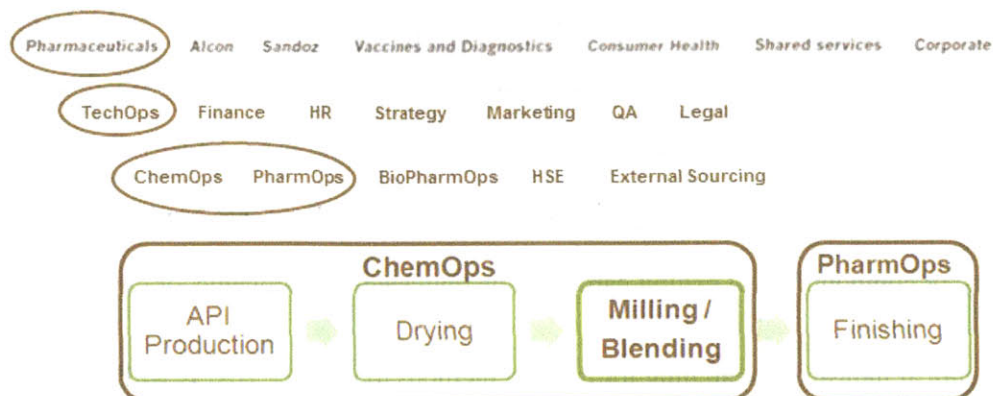 Pharmaceuticals Alcon Sandoz Vaccines and Diagnostics Consumer Health Shared services Corporate
TechOps Finance HR Strategy Marketing QA Legal
ChemOps PharmOps BioPharmOps HSE External Sourcing
ChemOps PharmOps
API Production Drying Milling / Blending Finishing